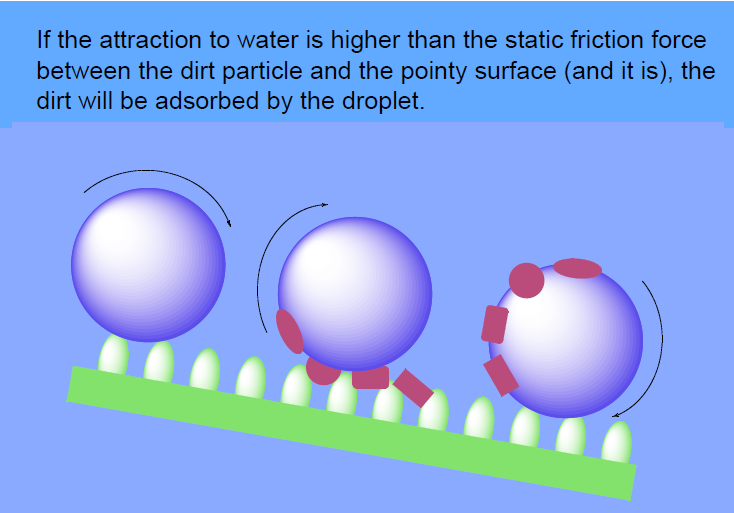 If the attraction to water is higher than the static friction force
between the dirt particle and the pointy surface (and it is), the
dirt will be adsorbed by the droplet.